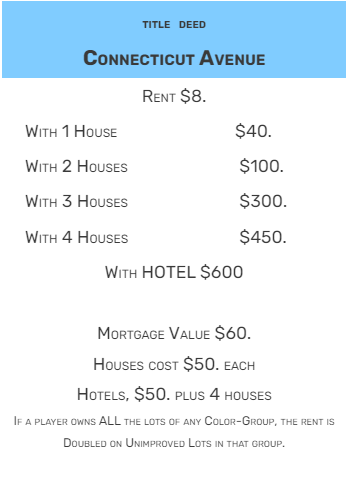 TITLE DEED
CONNECTICUT AVENUE
RENT $8.
WITH 1 HOUSE $40.
WITH 2 HOUSES $100.
WITH 3 HOUSES $300.
WITH 4 HOUSES $450.
WITH HOTEL $600
MORTGAGE VALUE $60.
HOUSES COST $50. EACH
HOTELS, $50. PLUS 4 HOUSES
IF A PLAYER OWNS ALL THE LOTS OF ANY COLOR-GROUP, THE RENT IS
DOUBLED ON UNIMPROVED LOTS IN THAT GROUP.